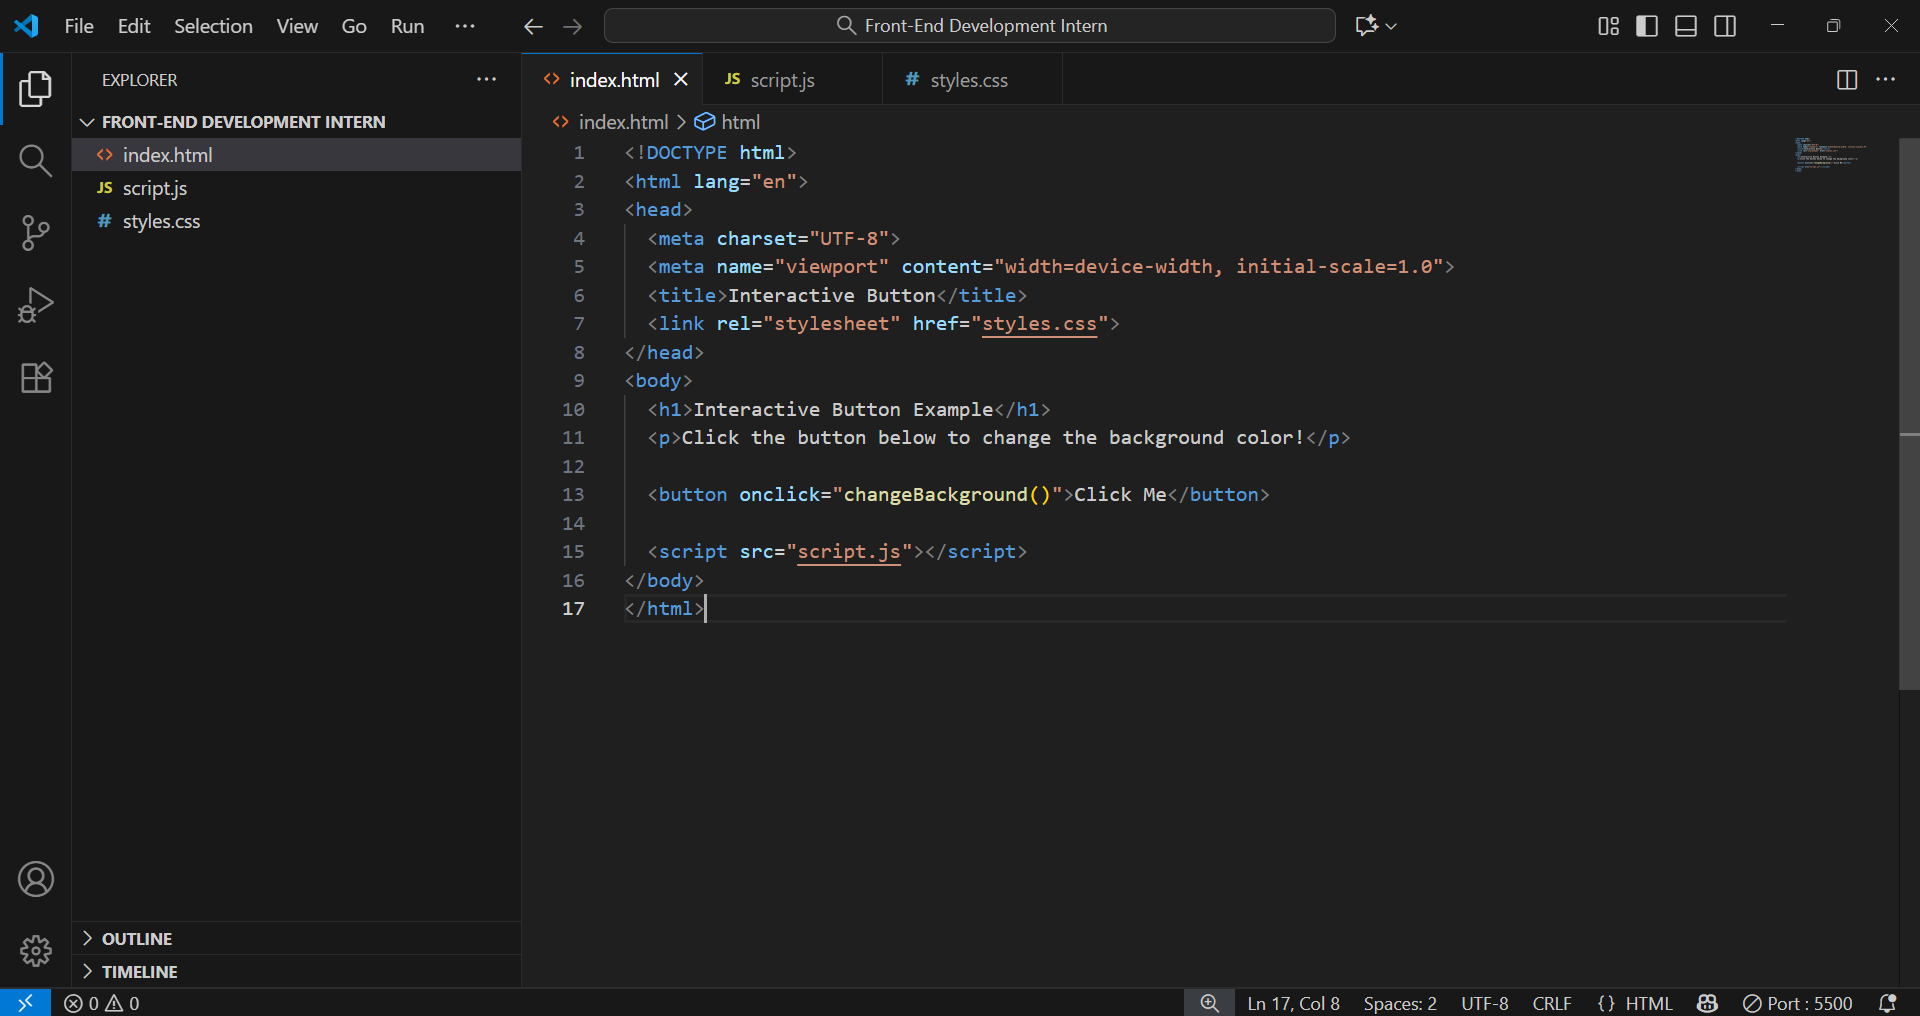 File Edit Selection View Go Run ···
Front-End Development Intern
EXPLORER ···
FRONT-END DEVELOPMENT INTERN
<> index.html
JS script.js
# styles.css
OUTLINE
TIMELINE
<> index.html JS script.js # styles.css
<> index.html > html
1 <!DOCTYPE html>
2 <html lang="en">
3 <head>
4 <meta charset="UTF-8">
5 <meta name="viewport" content="width=device-width, initial-scale=1.0">
6 <title>Interactive Button</title>
7 <link rel="stylesheet" href="styles.css">
8 </head>
9 <body>
10 <h1>Interactive Button Example</h1>
11 <p>Click the button below to change the background color!</p>
12
13 <button onclick="changeBackground()">Click Me</button>
14
15 <script src="script.js"></script>
16 </body>
17 </html>
0 0 Ln 17, Col 8 Spaces: 2 UTF-8 CRLF {} HTML Port : 5500